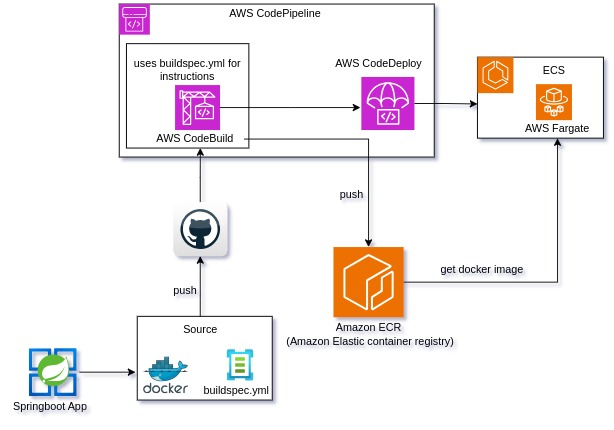 AWS CodePipeline
uses buildspec.yml for
instructions
AWS CodeBuild
AWS CodeDeploy
ECS
AWS Fargate
push
get docker image
Amazon ECR
(Amazon Elastic container registry)
push
Source
docker
buildspec.yml
Springboot App